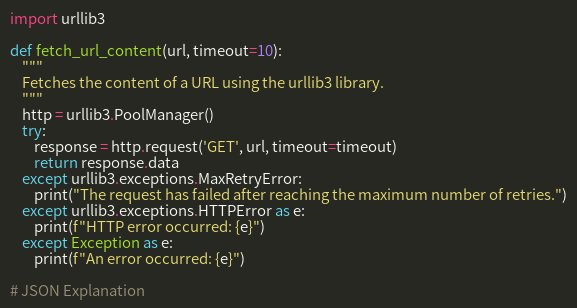 import urllib3

def fetch_url_content(url, timeout=10):
    """
    Fetches the content of a URL using the urllib3 library.
    """
    http = urllib3.PoolManager()
    try:
        response = http.request('GET', url, timeout=timeout)
        return response.data
    except urllib3.exceptions.MaxRetryError:
        print("The request has failed after reaching the maximum number of retries.")
    except urllib3.exceptions.HTTPError as e:
        print(f"HTTP error occurred: {e}")
    except Exception as e:
        print(f"An error occurred: {e}")

# JSON Explanation